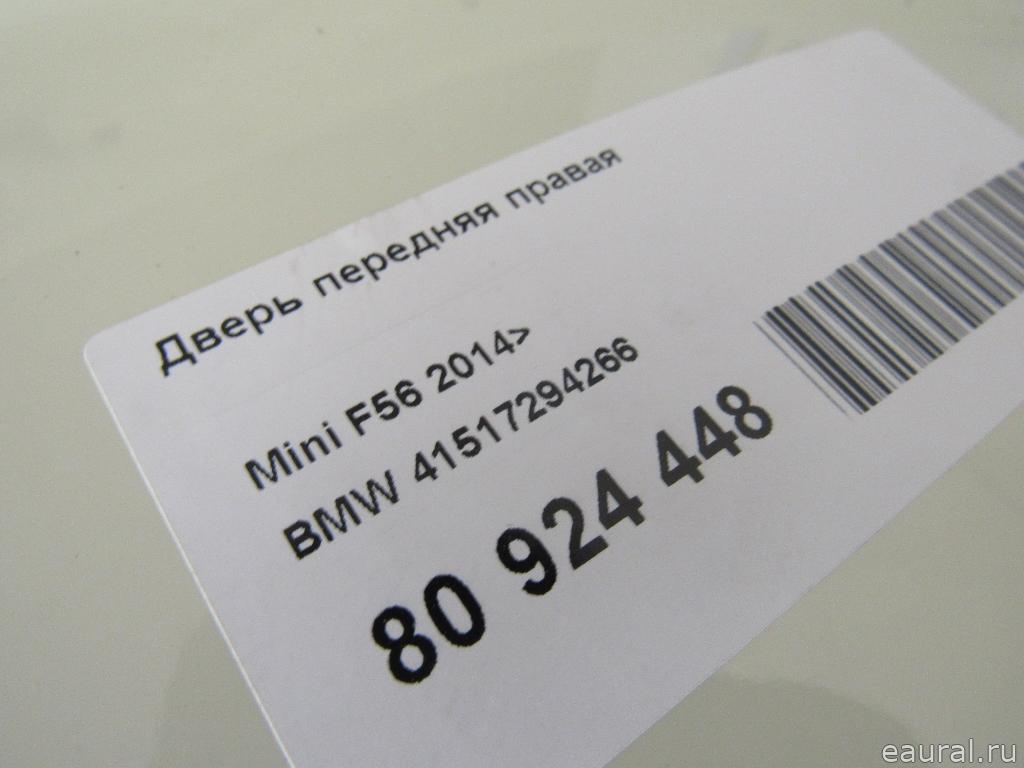 Дверь передняя правая
Mini F56 2014>
BMW 41517294266
80 924 448
eaural.ru